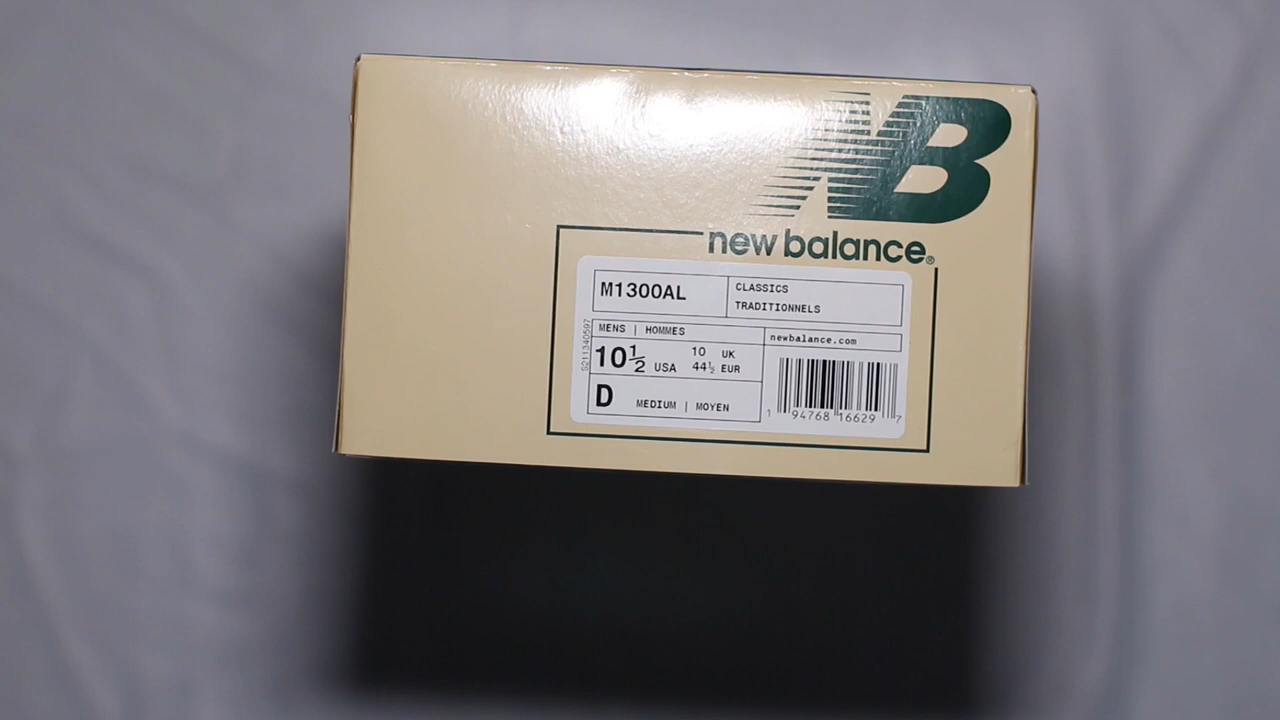 NB
new balance®
M1300AL
CLASSICS
TRADITIONNELS
S211340597
MENS | HOMMES
newbalance.com
10½ USA
10 UK
44½ EUR
D MEDIUM | MOYEN
1 94768 16629 7